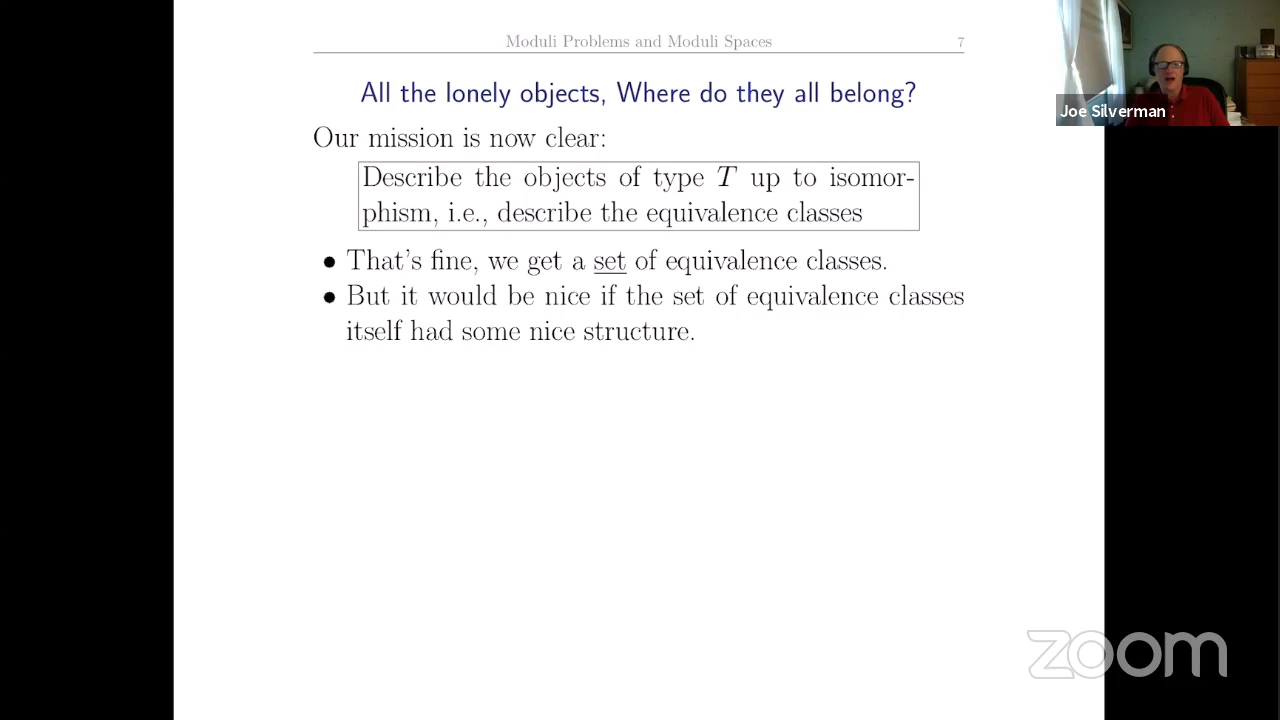 Moduli Problems and Moduli Spaces 7
All the lonely objects, Where do they all belong?
Joe Silverman
Our mission is now clear:
Describe the objects of type T up to isomor-
phism, i.e., describe the equivalence classes
• That's fine, we get a set of equivalence classes.
• But it would be nice if the set of equivalence classes
itself had some nice structure.
zoom